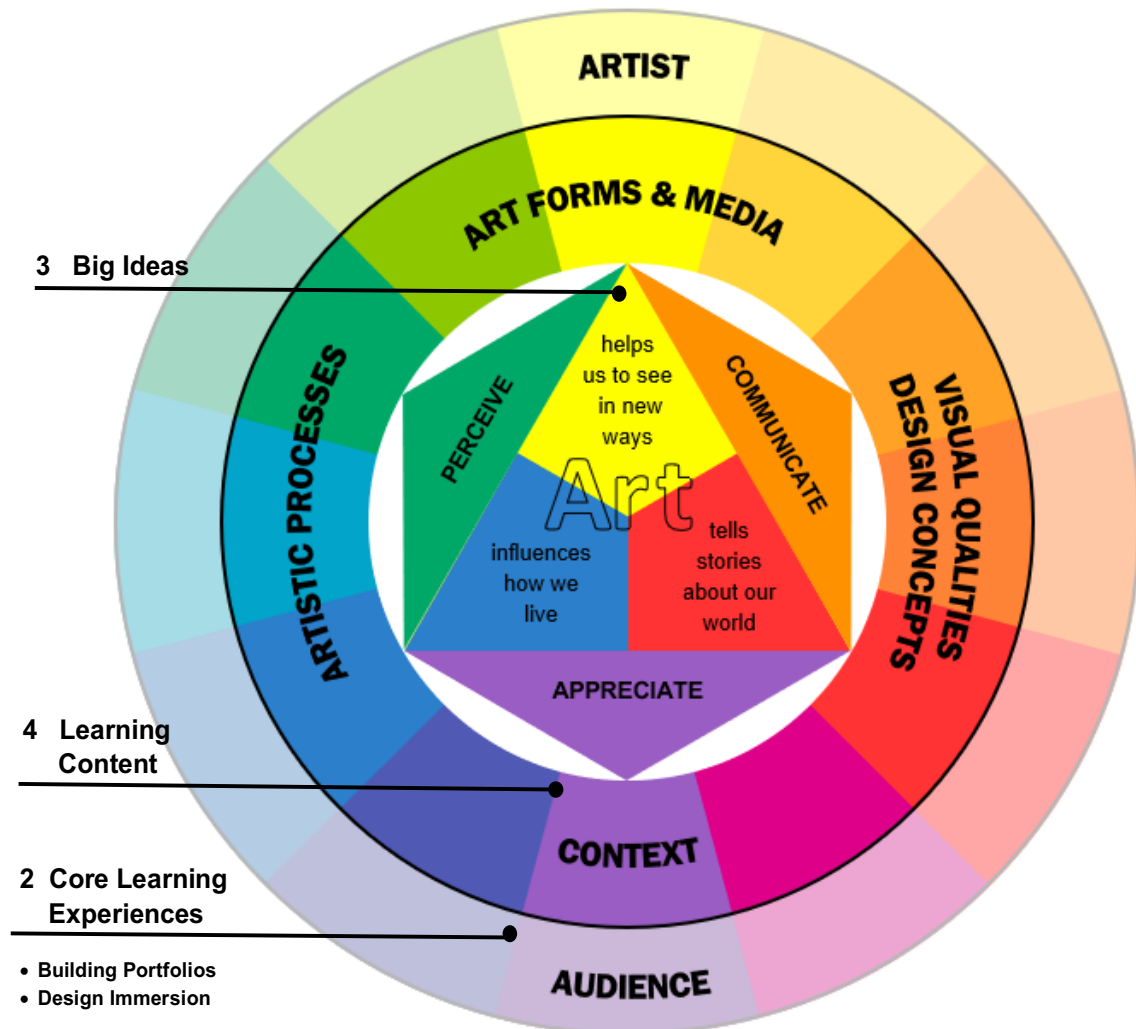 ARTIST
ART FORMS & MEDIA
3 Big Ideas
helps
us to see
in new
ways
PERCEIVE
COMMUNICATE
ARTISTIC PROCESSES
VISUAL QUALITIES
DESIGN CONCEPTS
Art
influences
how we
live
tells
stories
about our
world
APPRECIATE
4 Learning
Content
CONTEXT
2 Core Learning
Experiences
• Building Portfolios
• Design Immersion
AUDIENCE